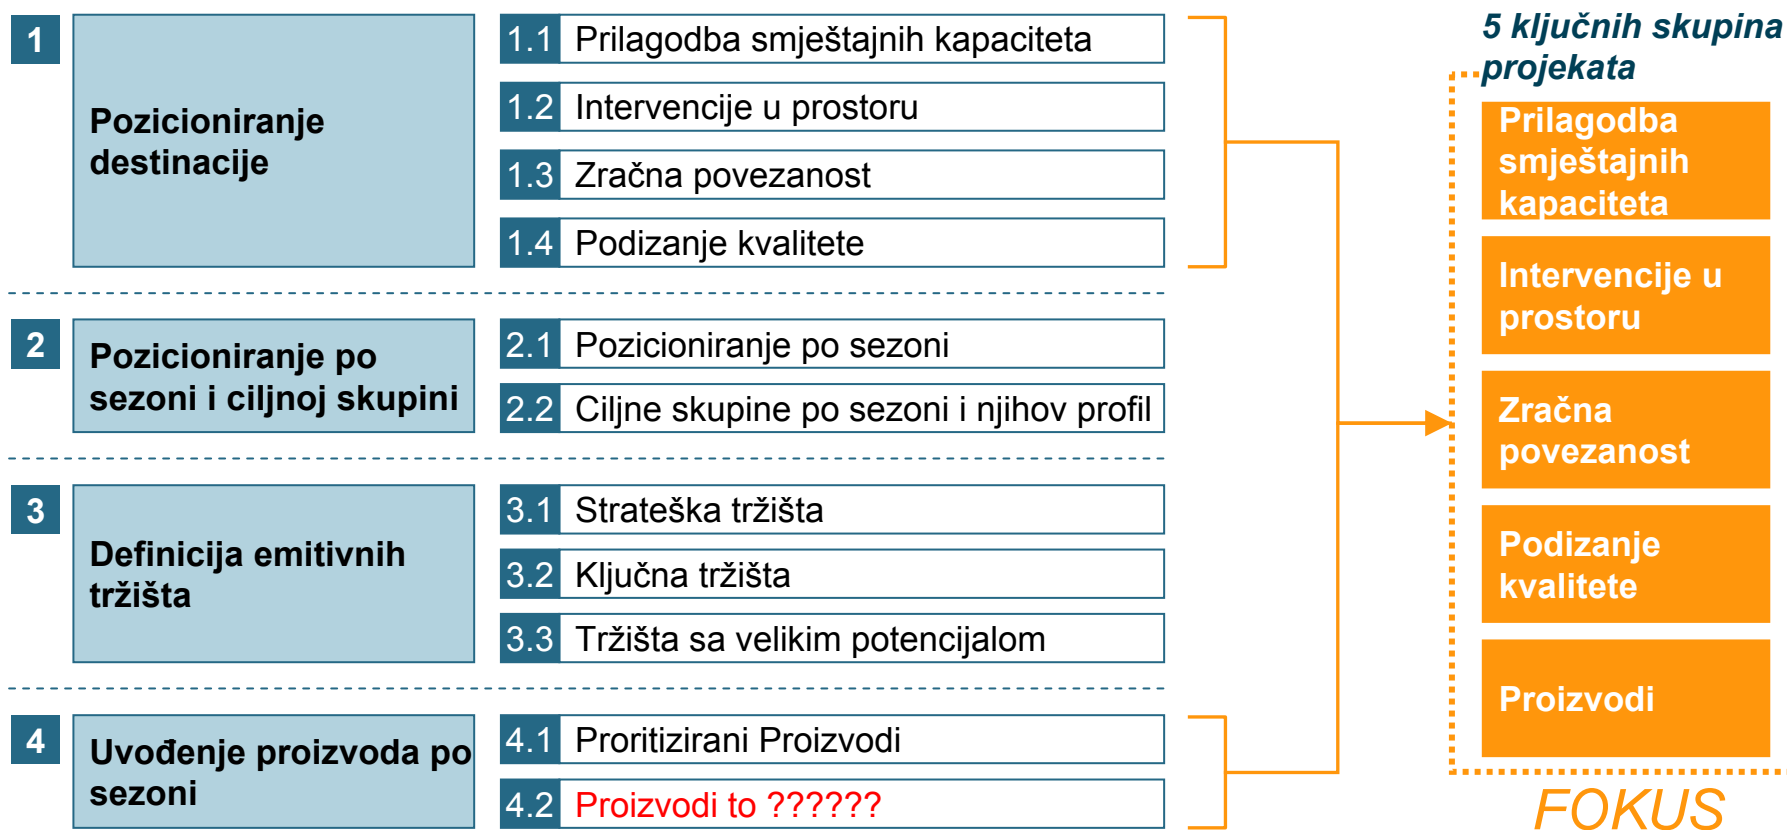 1
Pozicioniranje
destinacije
1.1 Prilagodba smještajnih kapaciteta
1.2 Intervencije u prostoru
1.3 Zračna povezanost
1.4 Podizanje kvalitete
2
Pozicioniranje po
sezoni i ciljnoj skupini
2.1 Pozicioniranje po sezoni
2.2 Ciljne skupine po sezoni i njihov profil
3
Definicija emitivnih
tržišta
3.1 Strateška tržišta
3.2 Ključna tržišta
3.3 Tržišta sa velikim potencijalom
4
Uvođenje proizvoda po
sezoni
4.1 Proritizirani Proizvodi
4.2 Proizvodi to ??????
5 ključnih skupina
projekata
Prilagodba
smještajnih
kapaciteta
Intervencije u
prostoru
Zračna
povezanost
Podizanje
kvalitete
Proizvodi
FOKUS